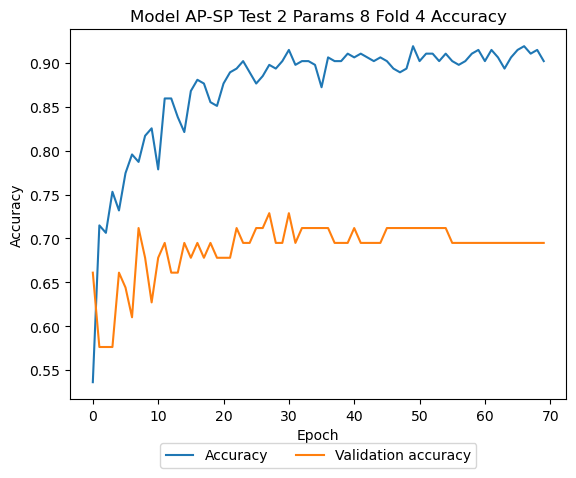 Model AP-SP Test 2 Params 8 Fold 4 Accuracy
Accuracy
0.90
0.85
0.80
0.75
0.70
0.65
0.60
0.55
0 10 20 30 40 50 60 70
Epoch
Accuracy Validation accuracy